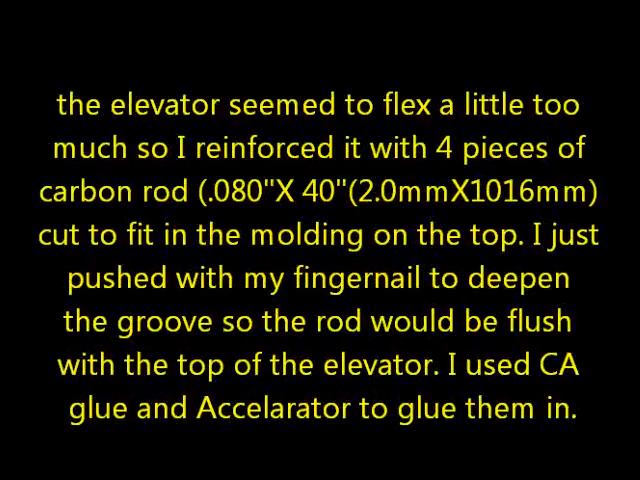 the elevator seemed to flex a little too
much so I reinforced it with 4 pieces of
carbon rod (.080"X 40"(2.0mmX1016mm)
cut to fit in the molding on the top. I just
pushed with my fingernail to deepen
the groove so the rod would be flush
with the top of the elevator. I used CA
glue and Accelarator to glue them in.